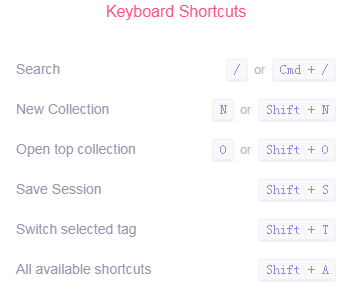 Keyboard Shortcuts
Search / or Cmd + /
New Collection N or Shift + N
Open top collection O or Shift + O
Save Session Shift + S
Switch selected tag Shift + T
All available shortcuts Shift + A